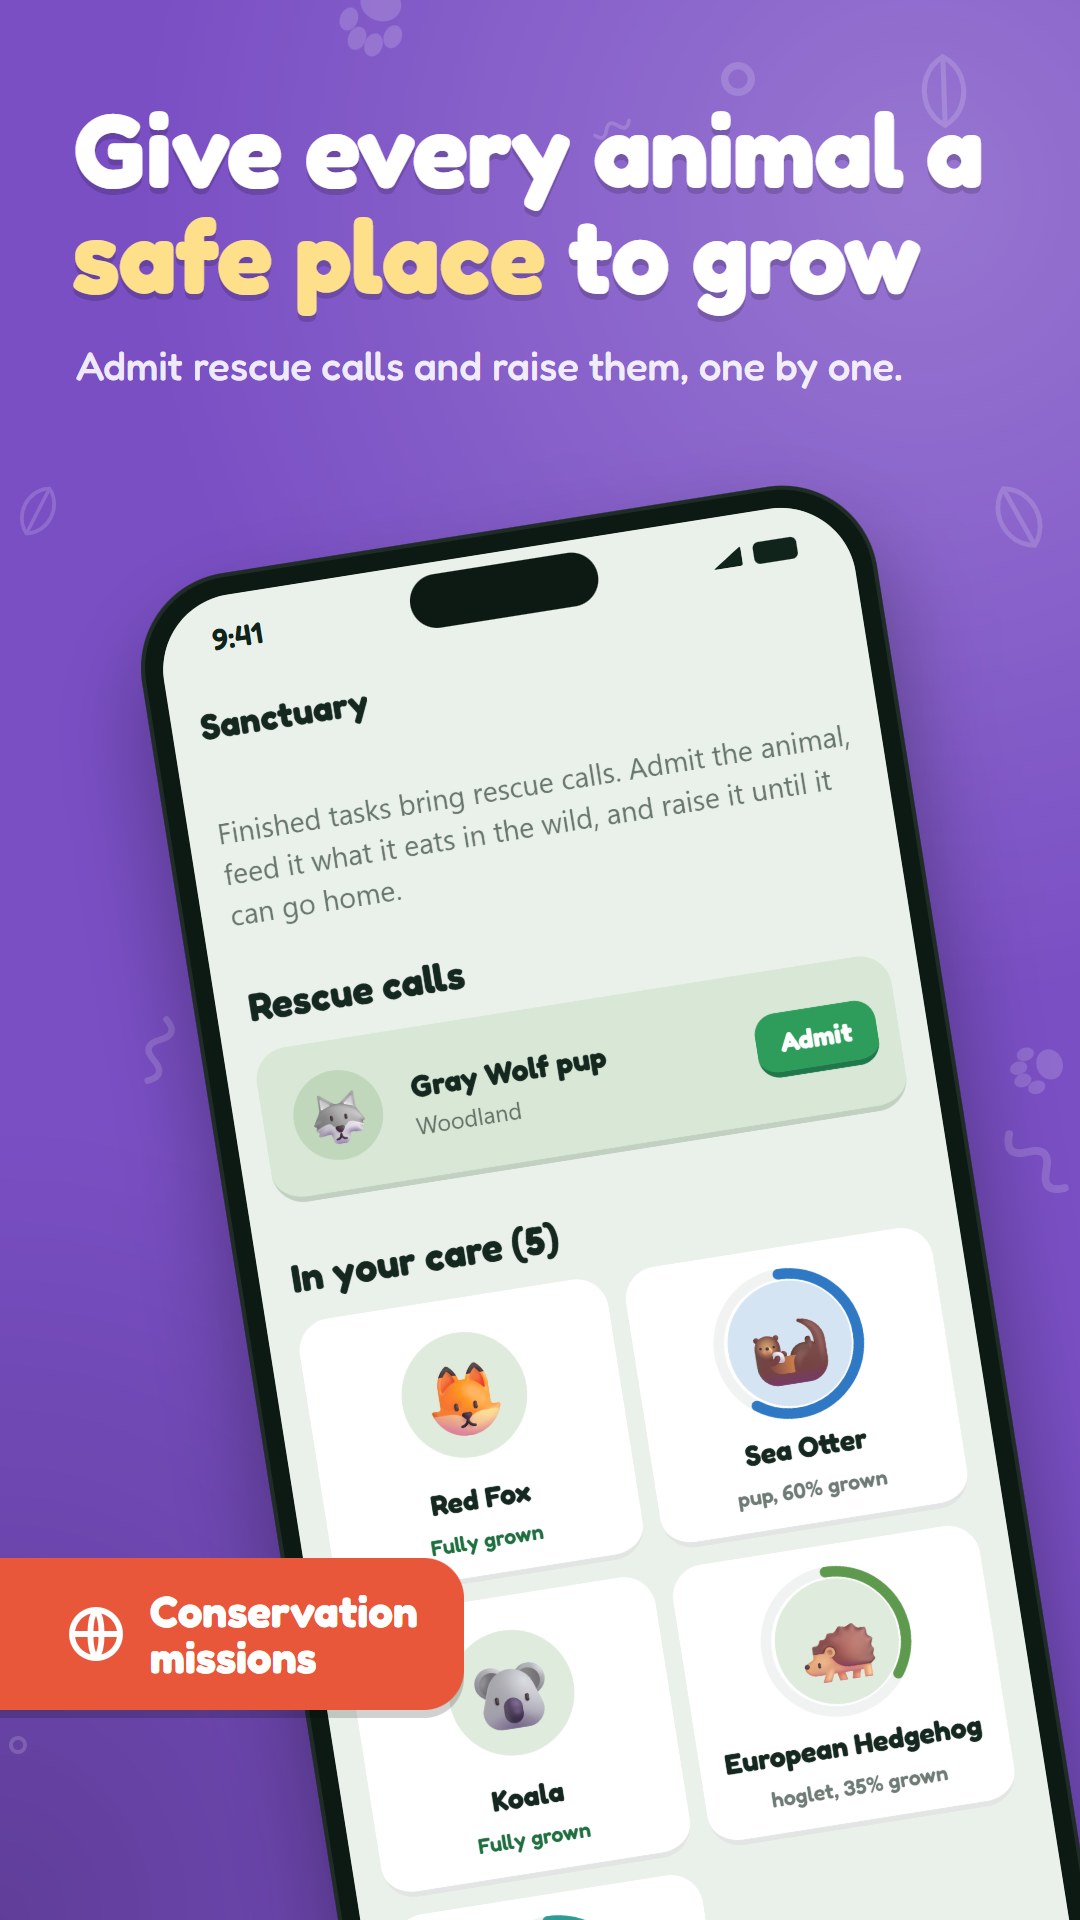 Give every animal a
safe place to grow
Admit rescue calls and raise them, one by one.
9:41
Sanctuary
Finished tasks bring rescue calls. Admit the animal,
feed it what it eats in the wild, and raise it until it
can go home.
Rescue calls
Gray Wolf pup
Woodland
Admit
In your care (5)
Red Fox
Fully grown
Sea Otter
pup, 60% grown
Conservation
missions
Koala
Fully grown
European Hedgehog
hoglet, 35% grown